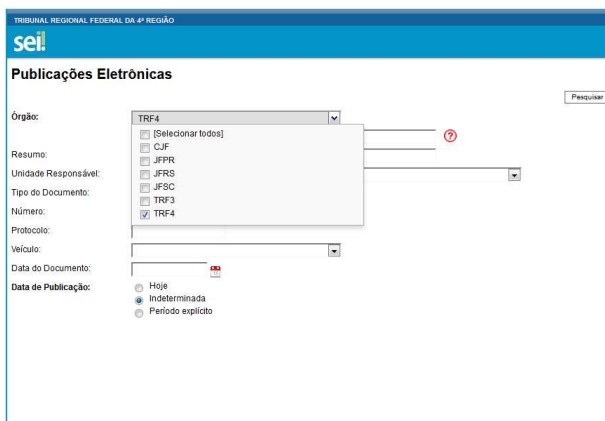 TRIBUNAL REGIONAL FEDERAL DA 4ª REGIÃO
sei!
Publicações Eletrônicas
Pesquisar
Órgão:
TRF4
[Selecionar todos]
CJF
JFPR
JFRS
JFSC
TRF3
TRF4
Resumo:
Unidade Responsável:
Tipo do Documento:
Número:
Protocolo:
Veículo:
Data do Documento:
Data de Publicação:
Hoje
Indeterminada
Período explícito